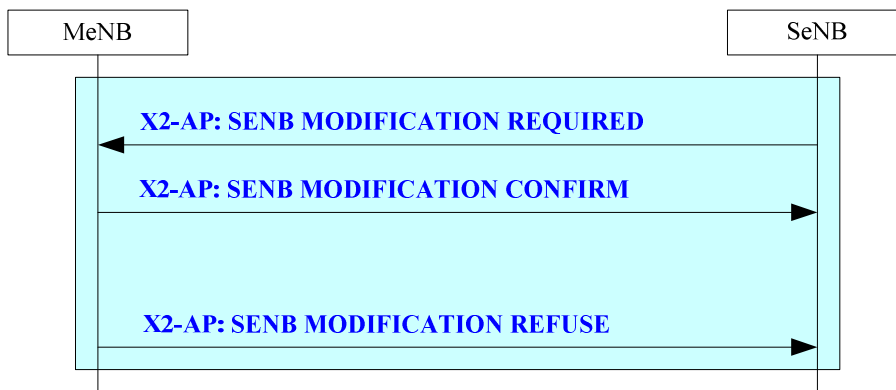 MeNB
SeNB
X2-AP: SENB MODIFICATION REQUIRED
X2-AP: SENB MODIFICATION CONFIRM
X2-AP: SENB MODIFICATION REFUSE